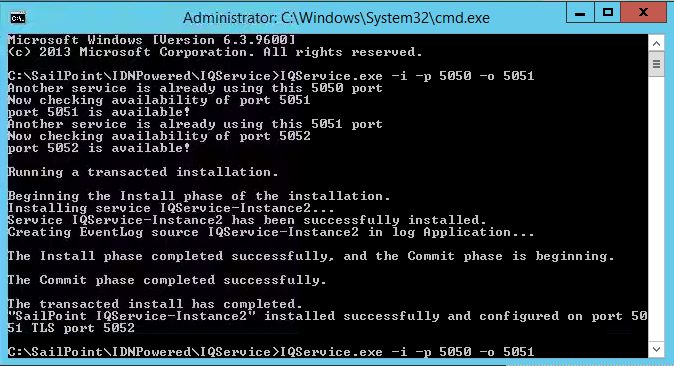 Administrator: C:\Windows\System32\cmd.exe
Microsoft Windows [Version 6.3.9600]
(c) 2013 Microsoft Corporation. All rights reserved.
C:\SailPoint\IDNPowered\IQService>IQService.exe -i -p 5050 -o 5051
Another service is already using this 5050 port
Now checking availability of port 5051
port 5051 is available!
Another service is already using this 5051 port
Now checking availability of port 5052
port 5052 is available!
Running a transacted installation.
Beginning the Install phase of the installation.
Installing service IQService-Instance2...
Service IQService-Instance2 has been successfully installed.
Creating EventLog source IQService-Instance2 in log Application...
The Install phase completed successfully, and the Commit phase is beginning.
The Commit phase completed successfully.
The transacted install has completed.
"SailPoint IQService-Instance2" installed successfully and configured on port 50
51 TLS port 5052
C:\SailPoint\IDNPowered\IQService>IQService.exe -i -p 5050 -o 5051